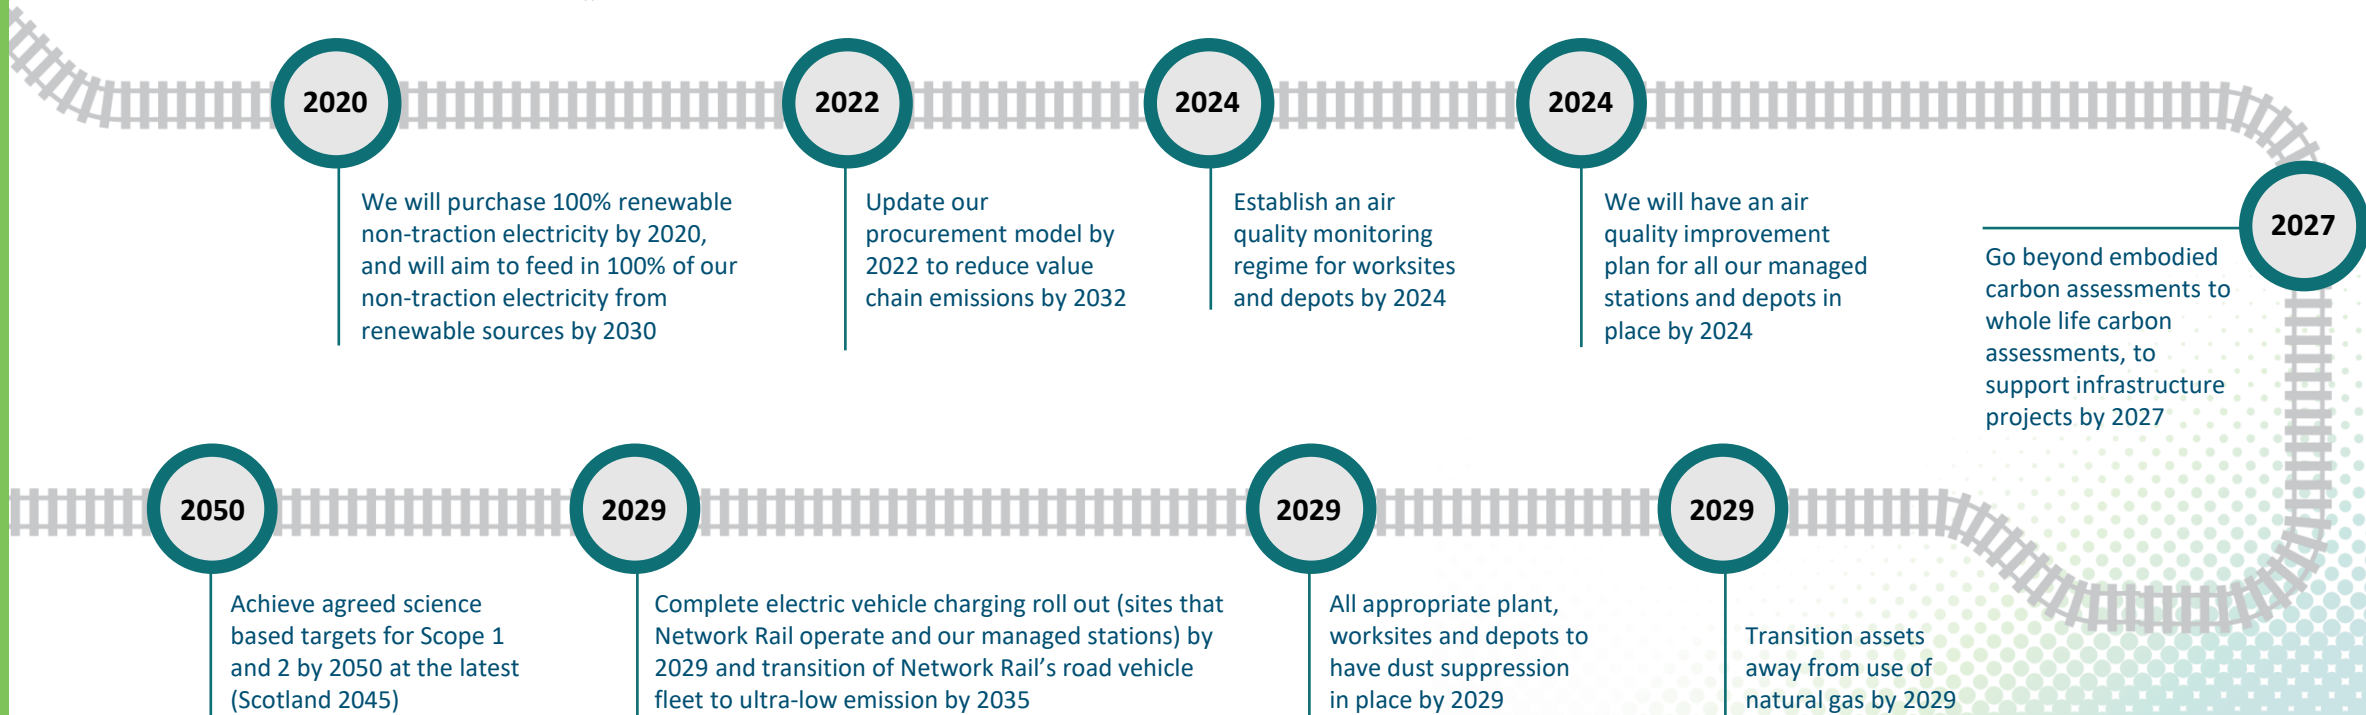 2020
We will purchase 100% renewable
non-traction electricity by 2020,
and will aim to feed in 100% of our
non-traction electricity from
renewable sources by 2030
2022
Update our
procurement model by
2022 to reduce value
chain emissions by 2032
2024
Establish an air
quality monitoring
regime for worksites
and depots by 2024
2024
We will have an air
quality improvement
plan for all our managed
stations and depots in
place by 2024
2027
Go beyond embodied
carbon assessments to
whole life carbon
assessments, to
support infrastructure
projects by 2027
2029
Transition assets
away from use of
natural gas by 2029
2029
All appropriate plant,
worksites and depots to
have dust suppression
in place by 2029
2029
Complete electric vehicle charging roll out (sites that
Network Rail operate and our managed stations) by
2029 and transition of Network Rail's road vehicle
fleet to ultra-low emission by 2035
2050
Achieve agreed science
based targets for Scope 1
and 2 by 2050 at the latest
(Scotland 2045)